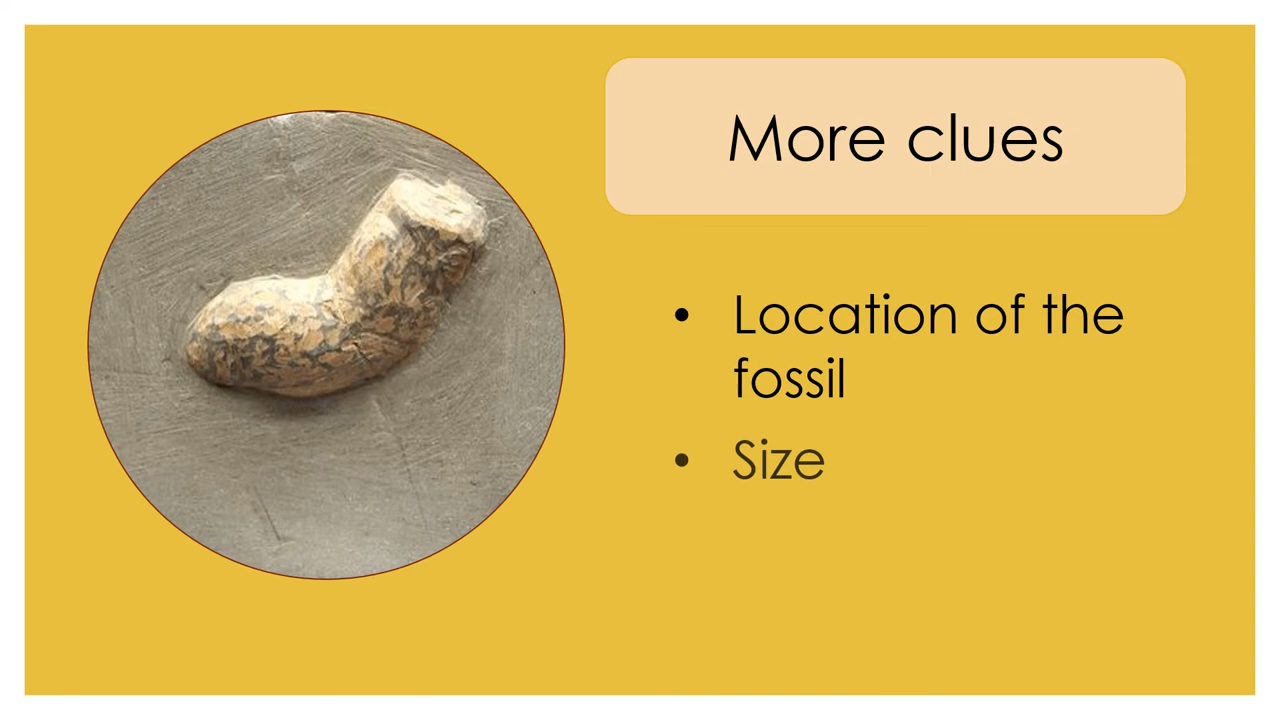 More clues
• Location of the
fossil
• Size